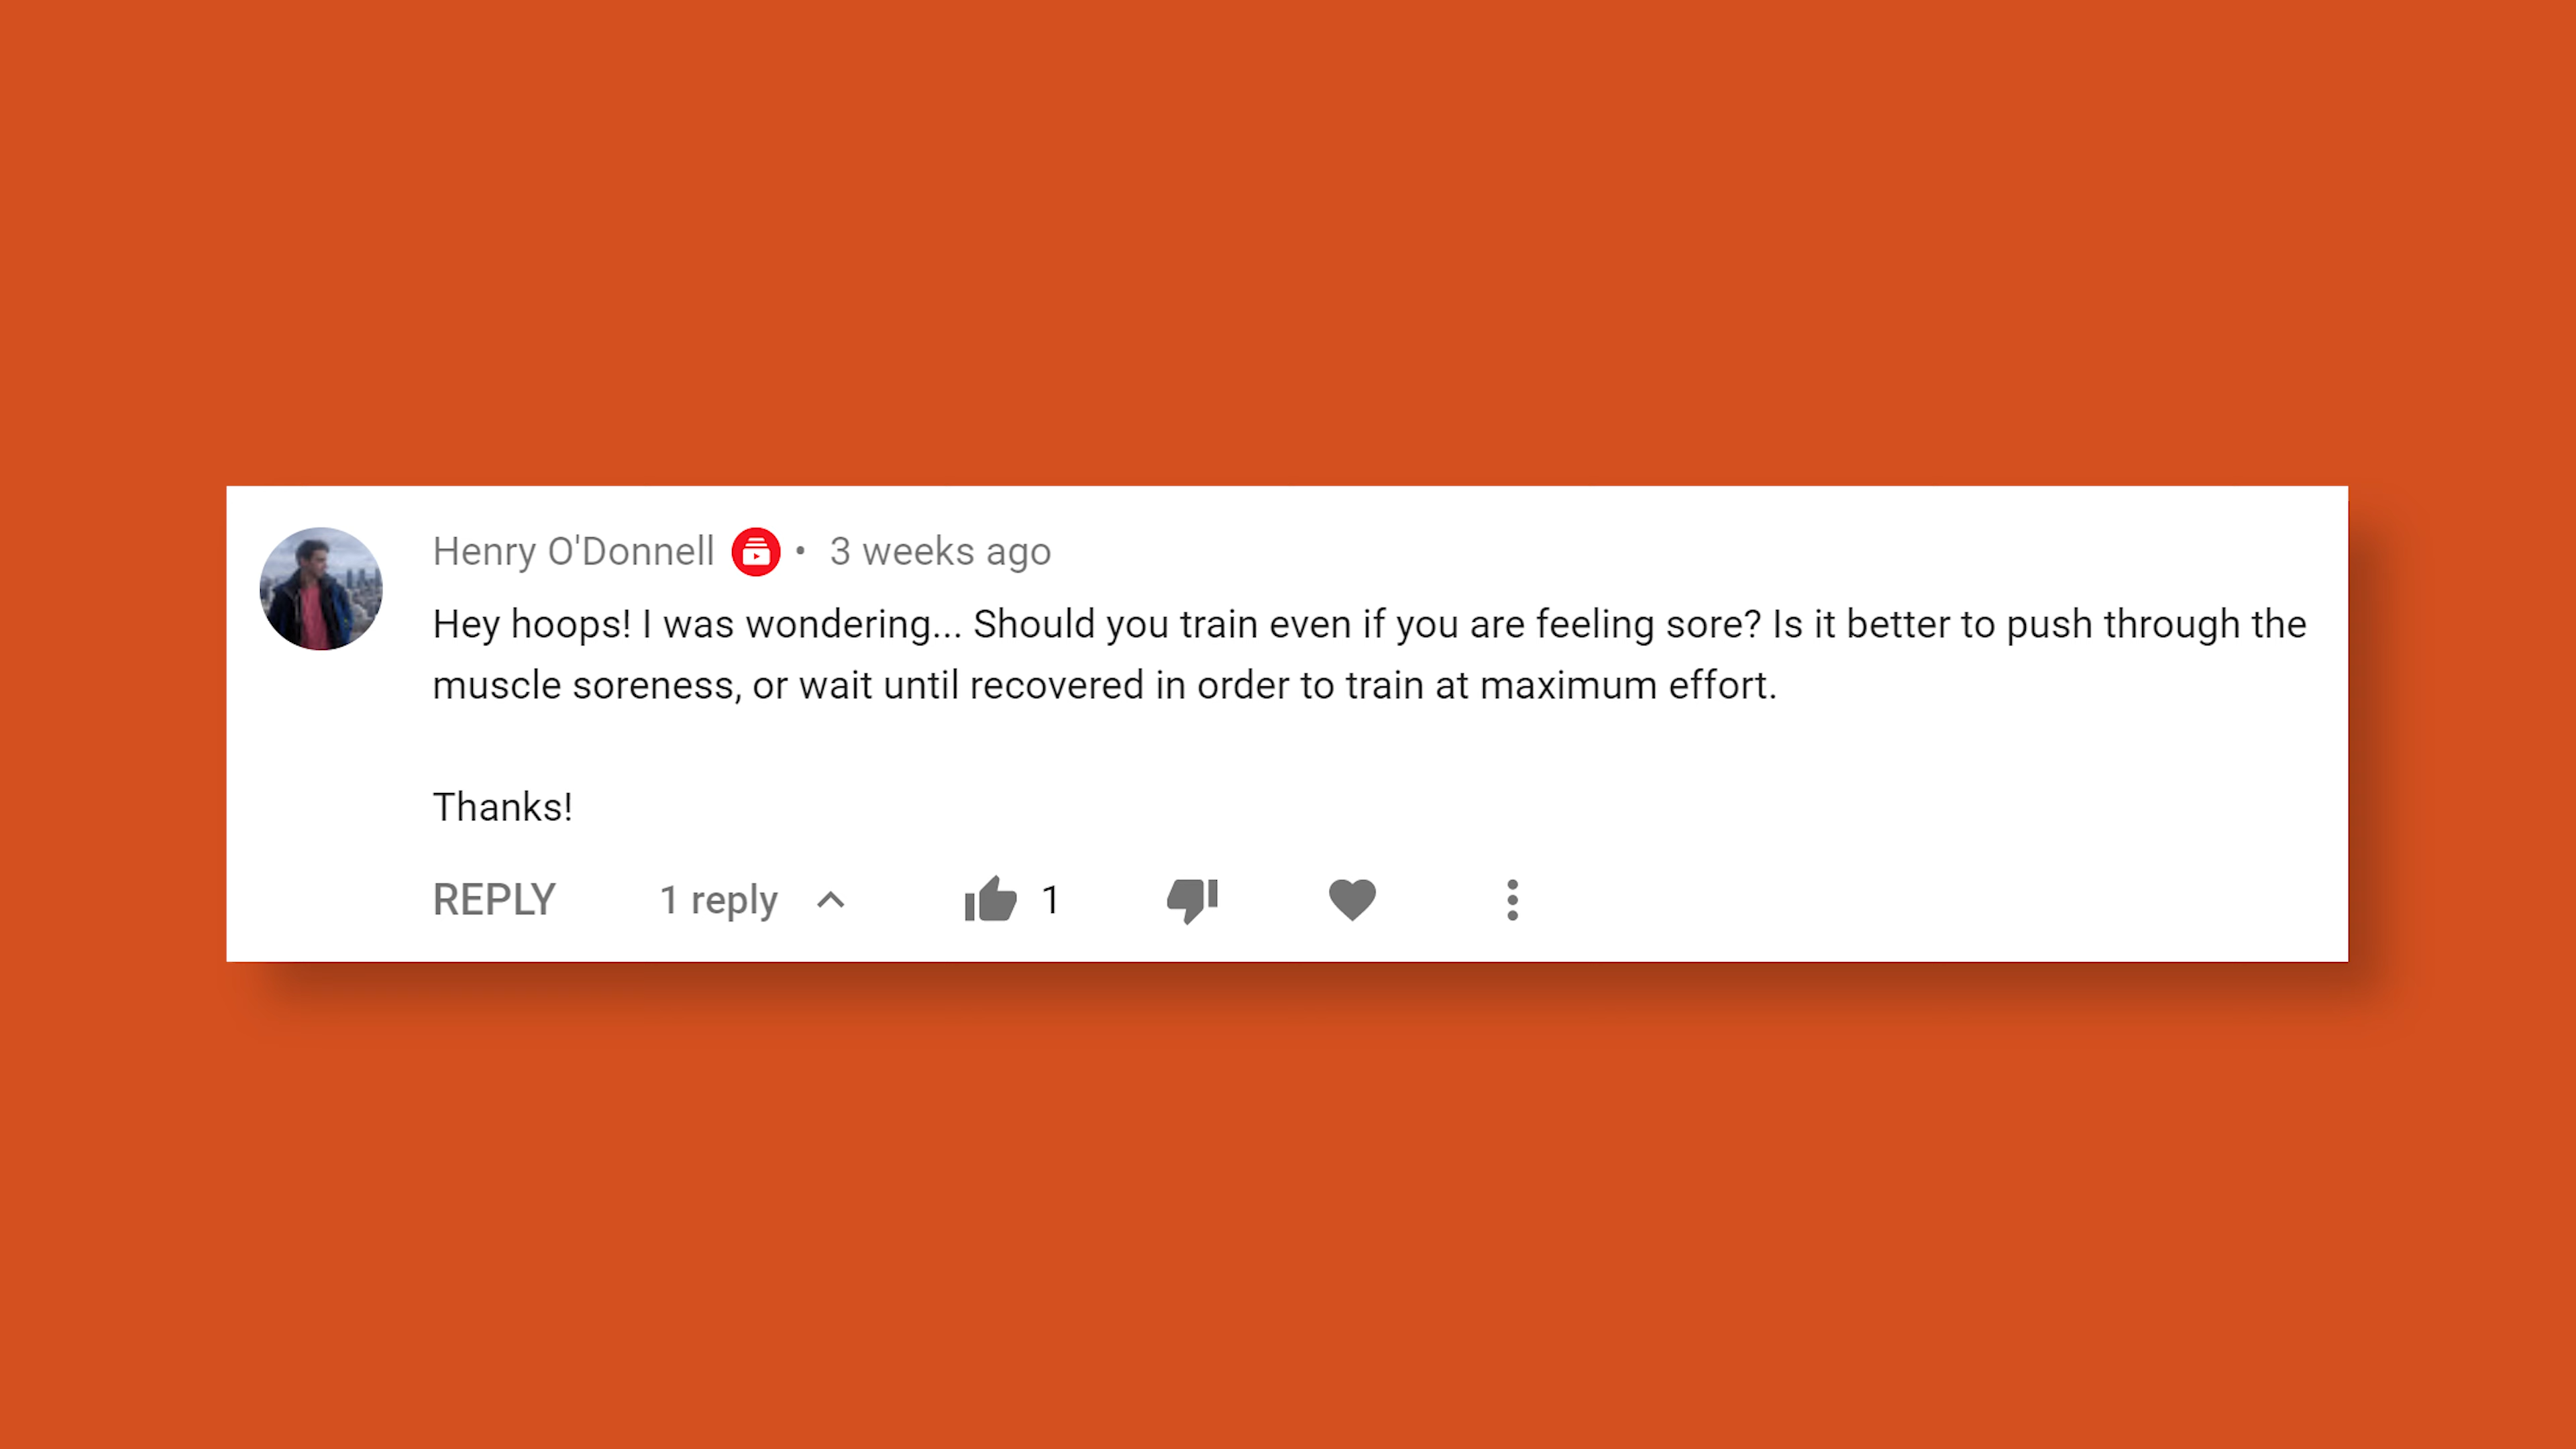 Henry O'Donnell • 3 weeks ago
Hey hoops! I was wondering... Should you train even if you are feeling sore? Is it better to push through the
muscle soreness, or wait until recovered in order to train at maximum effort.
Thanks!
REPLY 1 reply 1